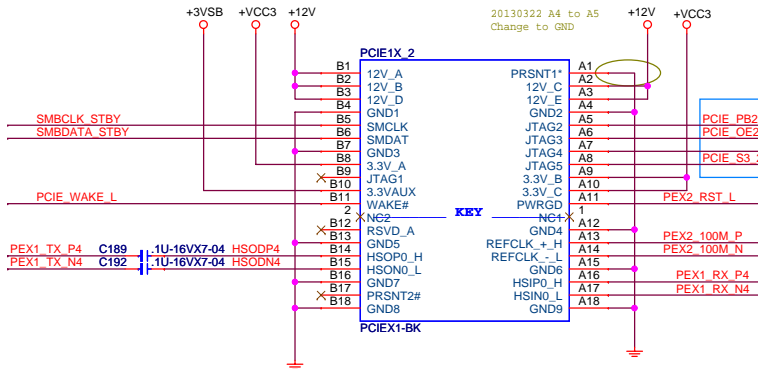 20130322 A4 to A5
Change to GND
+3VSB +VCC3 +12V +12V +VCC3
PCIE1X_2
B1 12V_A PRSNT1* A1
B2 12V_B 12V_C A2
B3 12V_D 12V_E A3
B4 GND1 GND2 A4
SMBCLK_STBY B5 SMCLK JTAG2 A5 PCIE_PB2
SMBDATA_STBY B6 SMDAT JTAG3 A6 PCIE_OE2
B7 GND3 JTAG4 A7
B8 3.3V_A JTAG5 A8 PCIE_S3_
B9 JTAG1 3.3V_B A9
B10 3.3VAUX 3.3V_C A10
PCIE_WAKE_L B11 WAKE# PWRGD A11 PEX2_RST_L
2 NC2 KEY NC1 1
B12 RSVD_A GND4 A12
B13 GND5 REFCLK_+_H A13 PEX2_100M_P
PEX1_TX_P4 C189 .1U-16VX7-04 HSODP4 B14 HSOP0_H REFCLK_-_L A14 PEX2_100M_N
PEX1_TX_N4 C192 .1U-16VX7-04 HSODN4 B15 HSON0_L GND6 A15
B16 GND7 HSIP0_H A16 PEX1_RX_P4
B17 PRSNT2# HSIN0_L A17 PEX1_RX_N4
B18 GND8 GND9 A18
PCIEX1-BK